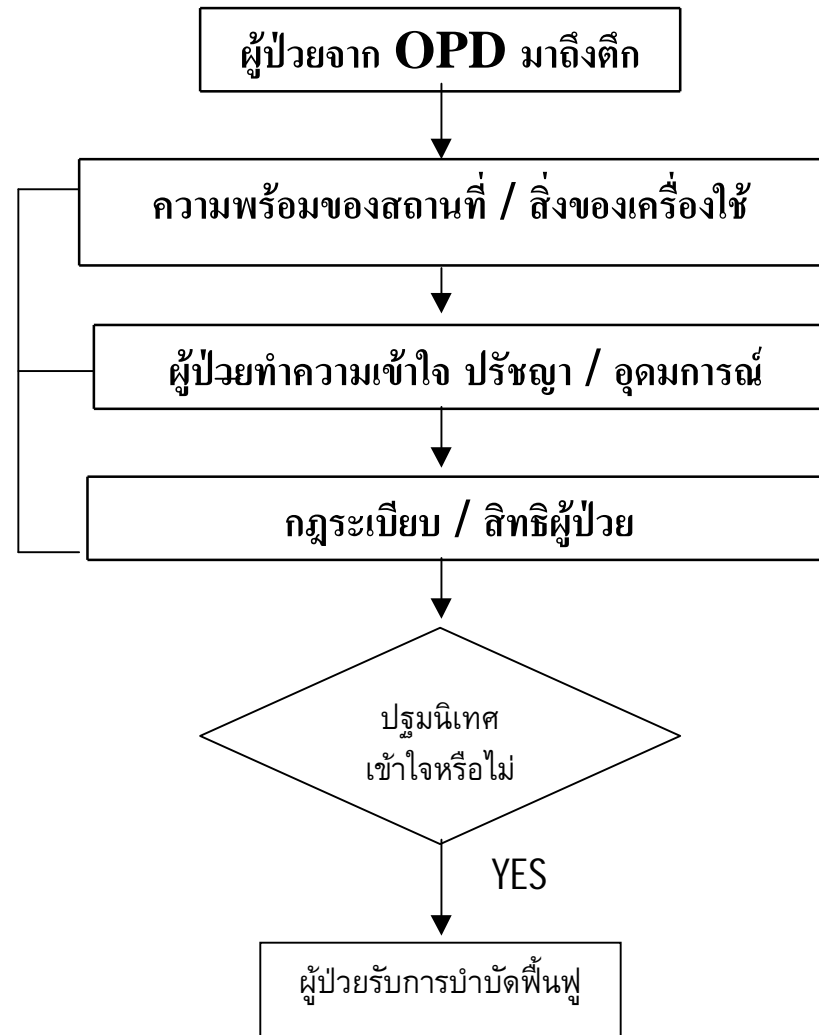 ผู้ป่วยจาก OPD มาถึงตึก
ความพร้อมของสถานที่ / สิ่งของเครื่องใช้
ผู้ป่วยทำความเข้าใจ ปรัชญา / อุดมการณ์
กฎระเบียบ / สิทธิผู้ป่วย
ปฐมนิเทศ
เข้าใจหรือไม่
YES
ผู้ป่วยรับการบำบัดฟื้นฟู